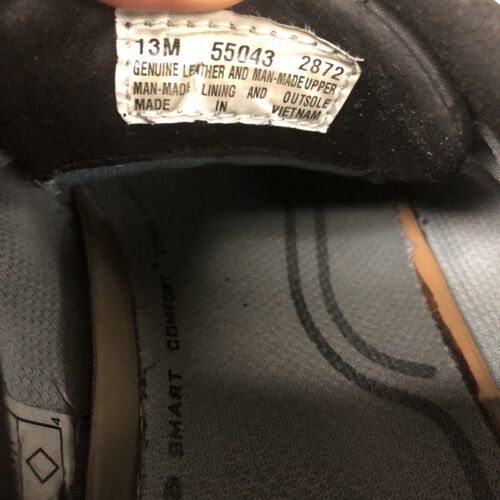 13M 55043 2872
GENUINE LEATHER AND MAN-MADE UPPER
MAN-MADE LINING AND OUTSOLE
MADE IN VIETNAM
SMART COMFORT
4